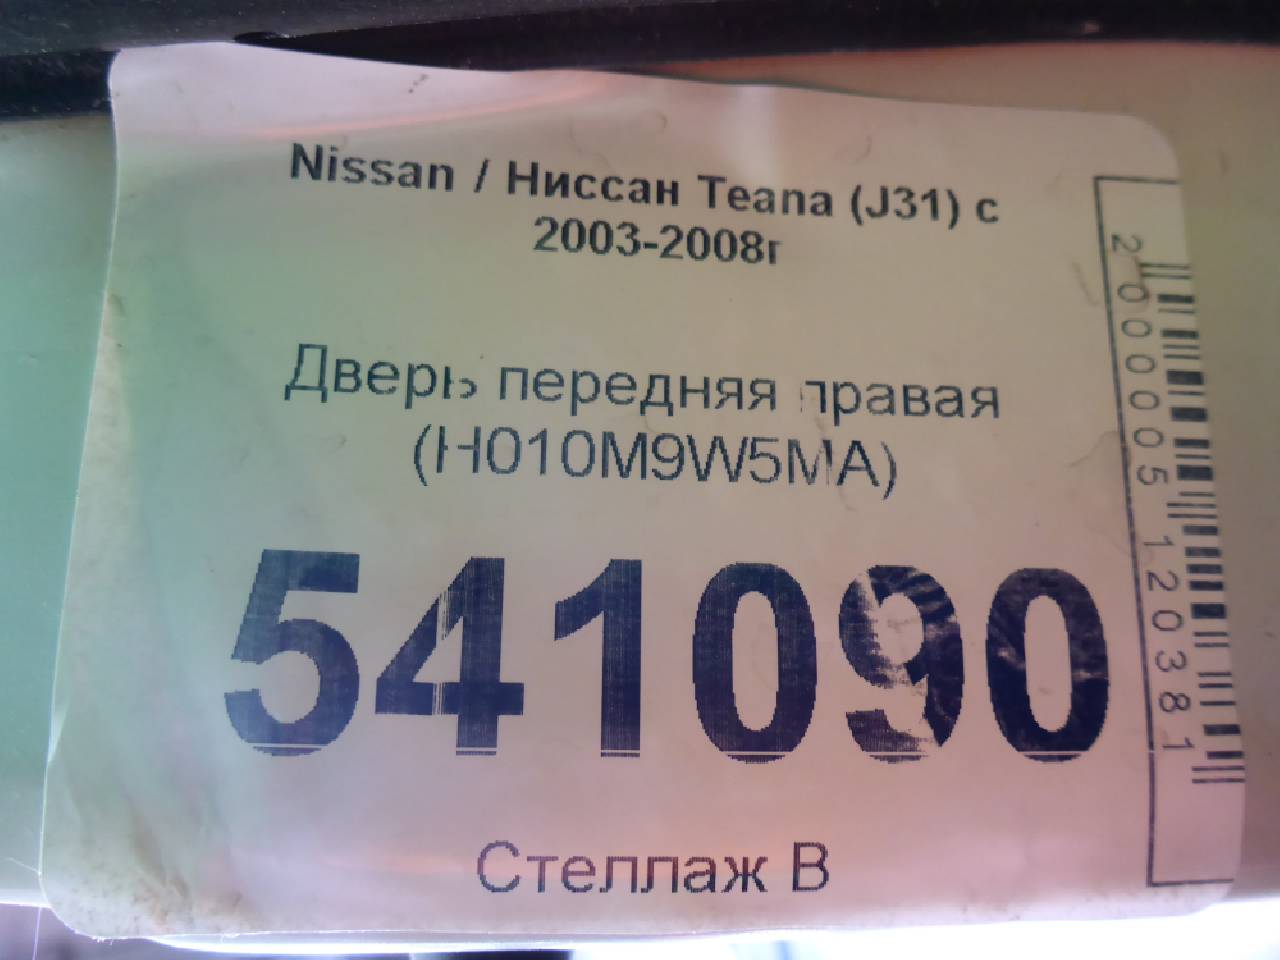 Nissan / Ниссан Teana (J31) с
2003-2008г
Дверь передняя правая
(H010M9W5MA)
541090
Стеллаж В
2000005120381